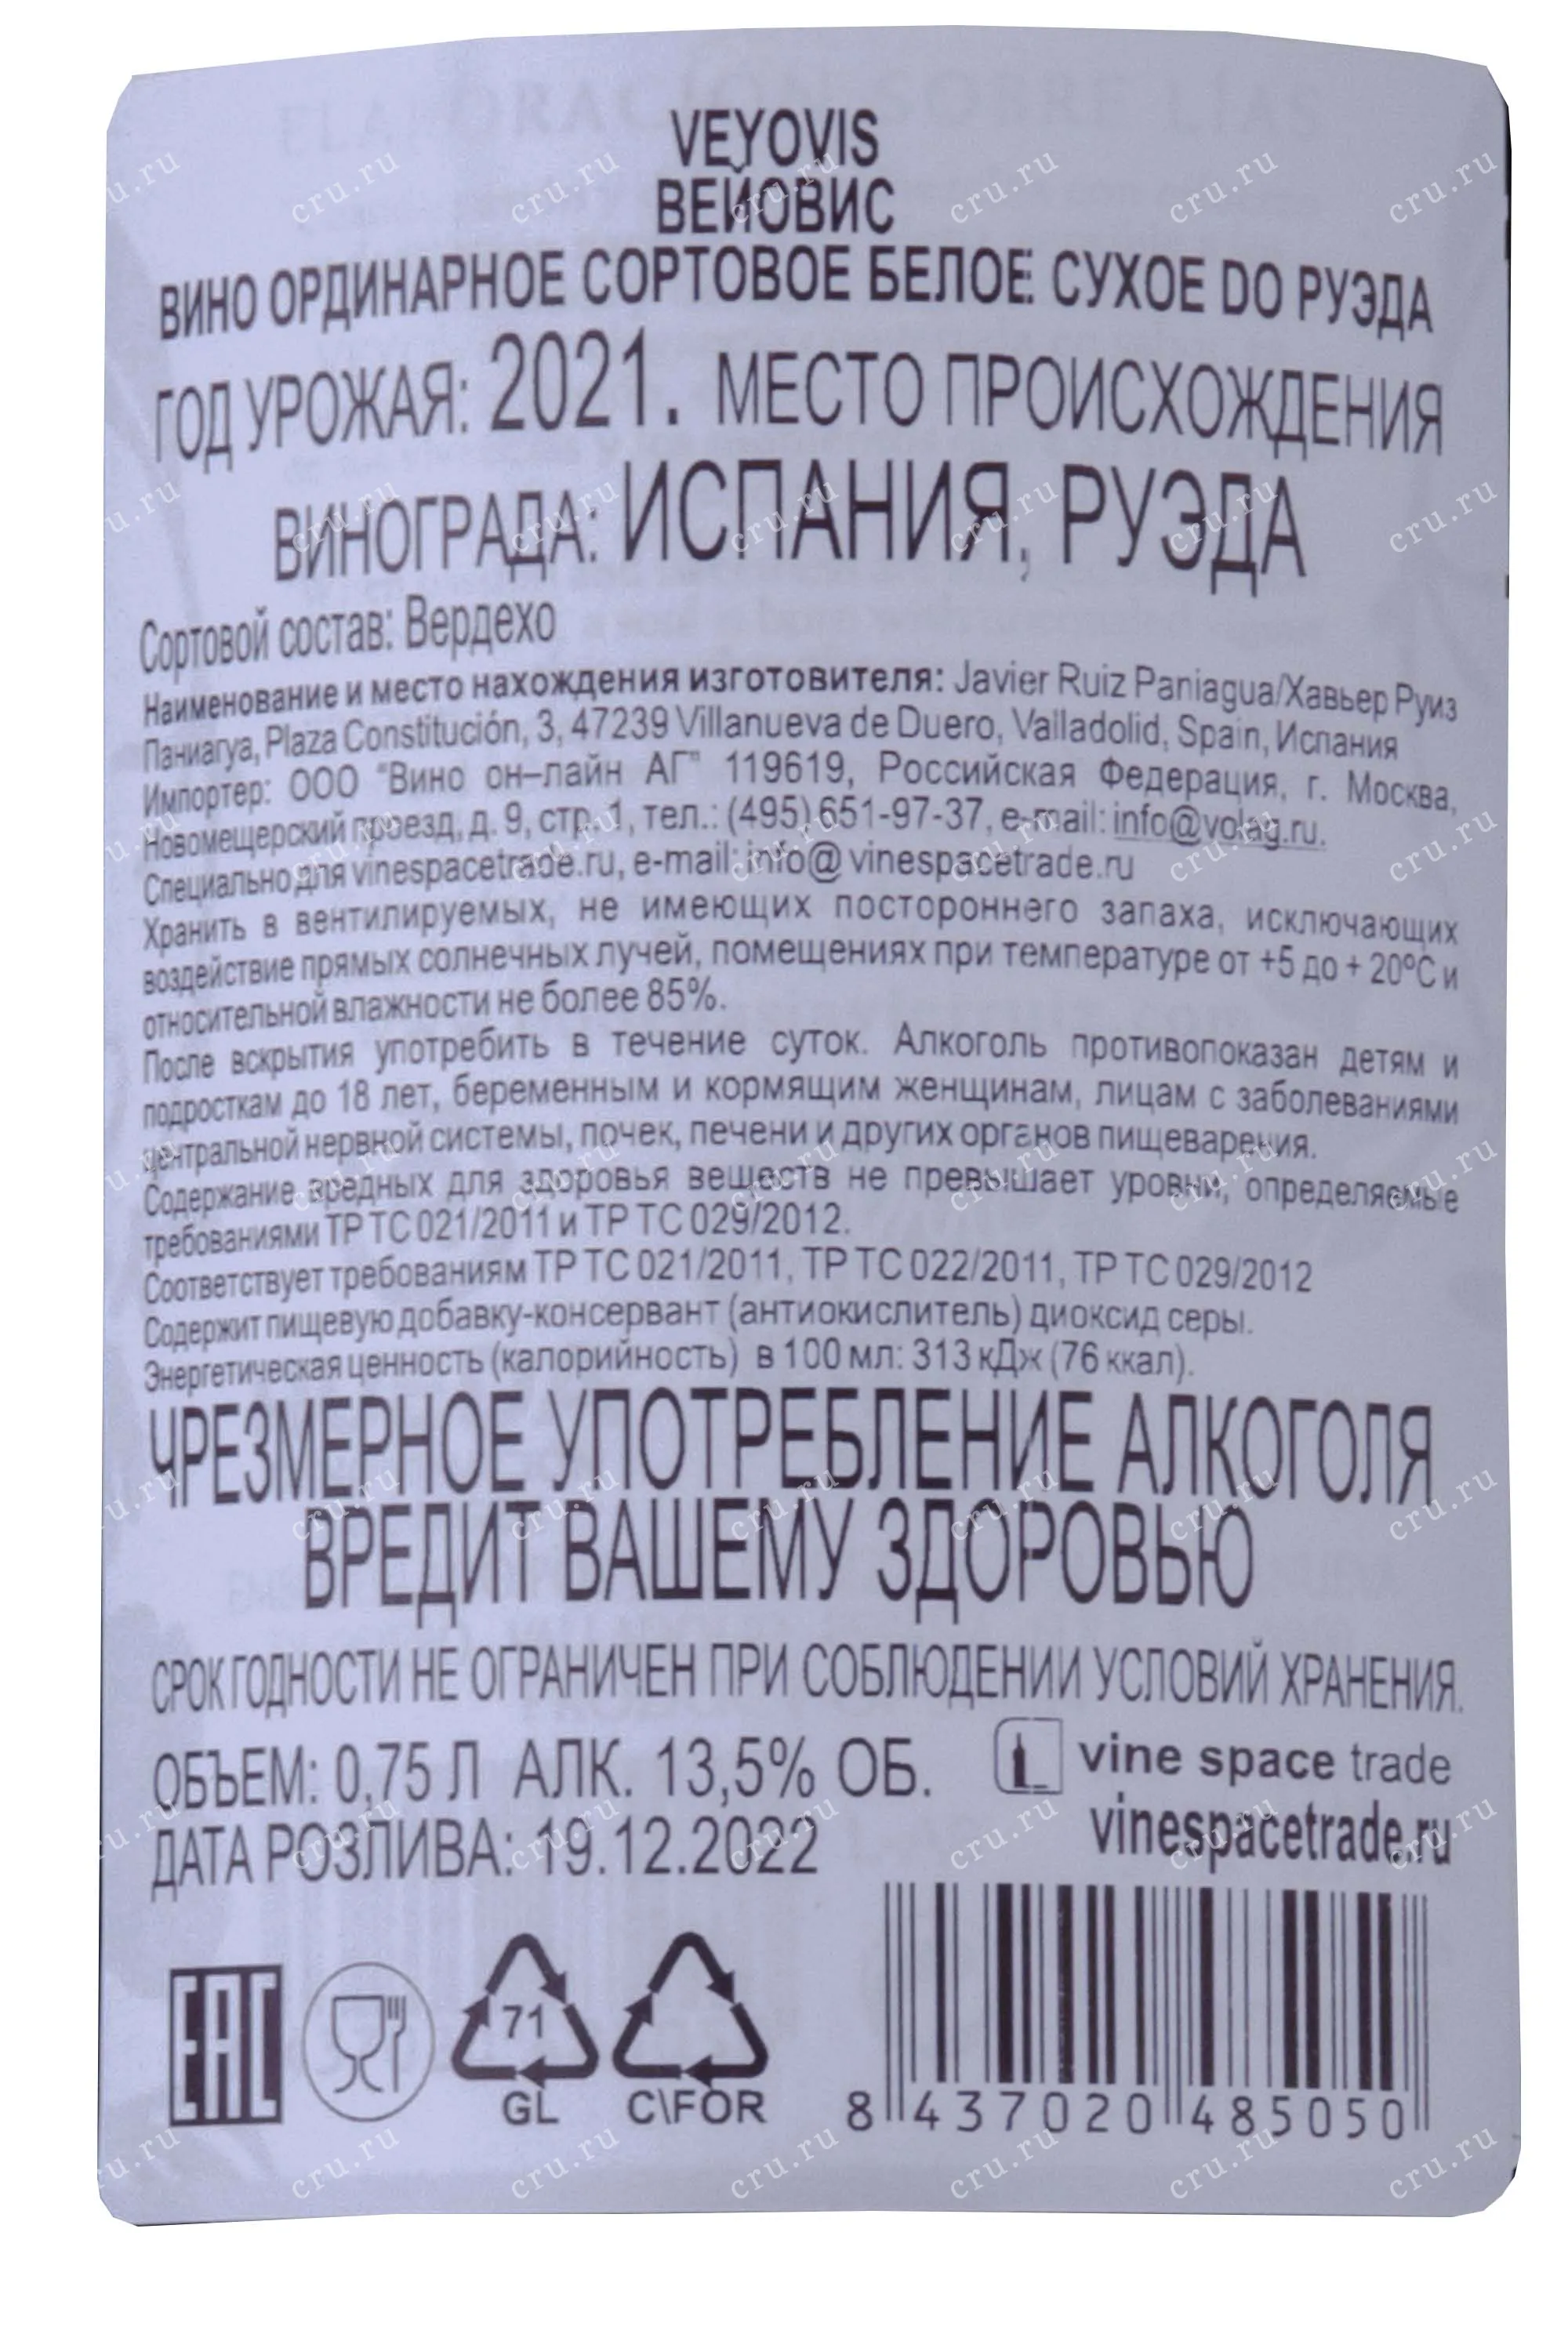 VEYOVIS
ВЕЙОВИС
ВИНО ОРДИНАРНОЕ СОРТОВОЕ БЕЛОЕ СУХОЕ DO РУЭДА
ГОД УРОЖАЯ: 2021. МЕСТО ПРОИСХОЖДЕНИЯ
ВИНОГРАДА: ИСПАНИЯ, РУЭДА
Сортовой состав: Вердехо
Наименование и место нахождения изготовителя: Javier Ruiz Paniagua/Хавьер Руиз
Паниагуа, Plaza Constitución, 3, 47239 Villanueva de Duero, Valladolid, Spain, Испания
Импортер: ООО "Вино он–лайн АГ" 119619, Российская Федерация, г. Москва,
Новомещерский проезд, д. 9, стр. 1, тел.: (495) 651-97-37, e-mail: info@volag.ru.
Специально для vinespacetrade.ru, e-mail: info@ vinespacetrade.ru
Хранить в вентилируемых, не имеющих постороннего запаха, исключающих
воздействие прямых солнечных лучей, помещениях при температуре от +5 до + 20ºС и
относительной влажности не более 85%.
После вскрытия употребить в течение суток. Алкоголь противопоказан детям и
подросткам до 18 лет, беременным и кормящим женщинам, лицам с заболеваниями
центральной нервной системы, почек, печени и других органов пищеварения.
Содержание вредных для здоровья веществ не превышает уровни, определяемые
требованиями ТР ТС 021/2011 и ТР ТС 029/2012.
Соответствует требованиям ТР ТС 021/2011, ТР ТС 022/2011, ТР ТС 029/2012
Содержит пищевую добавку-консервант (антиокислитель) диоксид серы.
Энергетическая ценность (калорийность) в 100 мл: 313 кДж (76 ккал).
ЧРЕЗМЕРНОЕ УПОТРЕБЛЕНИЕ АЛКОГОЛЯ
ВРЕДИТ ВАШЕМУ ЗДОРОВЬЮ
СРОК ГОДНОСТИ НЕ ОГРАНИЧЕН ПРИ СОБЛЮДЕНИИ УСЛОВИЙ ХРАНЕНИЯ.
ОБЪЕМ: 0,75 Л АЛК. 13,5% ОБ.
vine space trade
vinespacetrade.ru
ДАТА РОЗЛИВА: 19.12.2022
EAC
71
GL
C\FOR
8 437020 485050
cru.ru